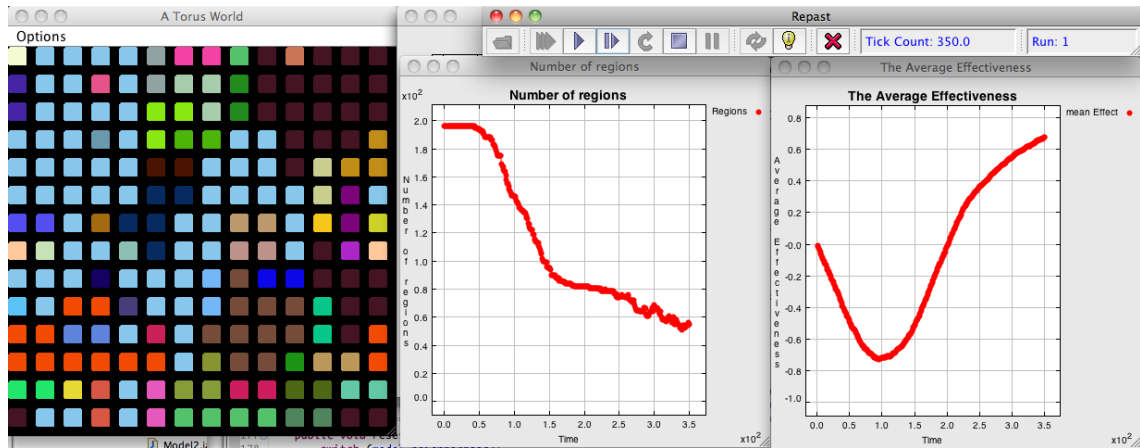 A Torus World
Options
Repast
Tick Count: 350.0
Run: 1
Number of regions
Number of regions
x10²
Regions
Number of regions
2.0
1.8
1.6
1.4
1.2
1.0
0.8
0.6
0.4
0.2
0.0
0.0 0.5 1.0 1.5 2.0 2.5 3.0 3.5
Time
x10²
The Average Effectiveness
The Average Effectiveness
mean Effect
Average Effectiveness
0.8
0.6
0.4
0.2
-0.0
-0.2
-0.4
-0.6
-0.8
-1.0
0.0 0.5 1.0 1.5 2.0 2.5 3.0 3.5
Time
x10²
Model2.ja
public void rese